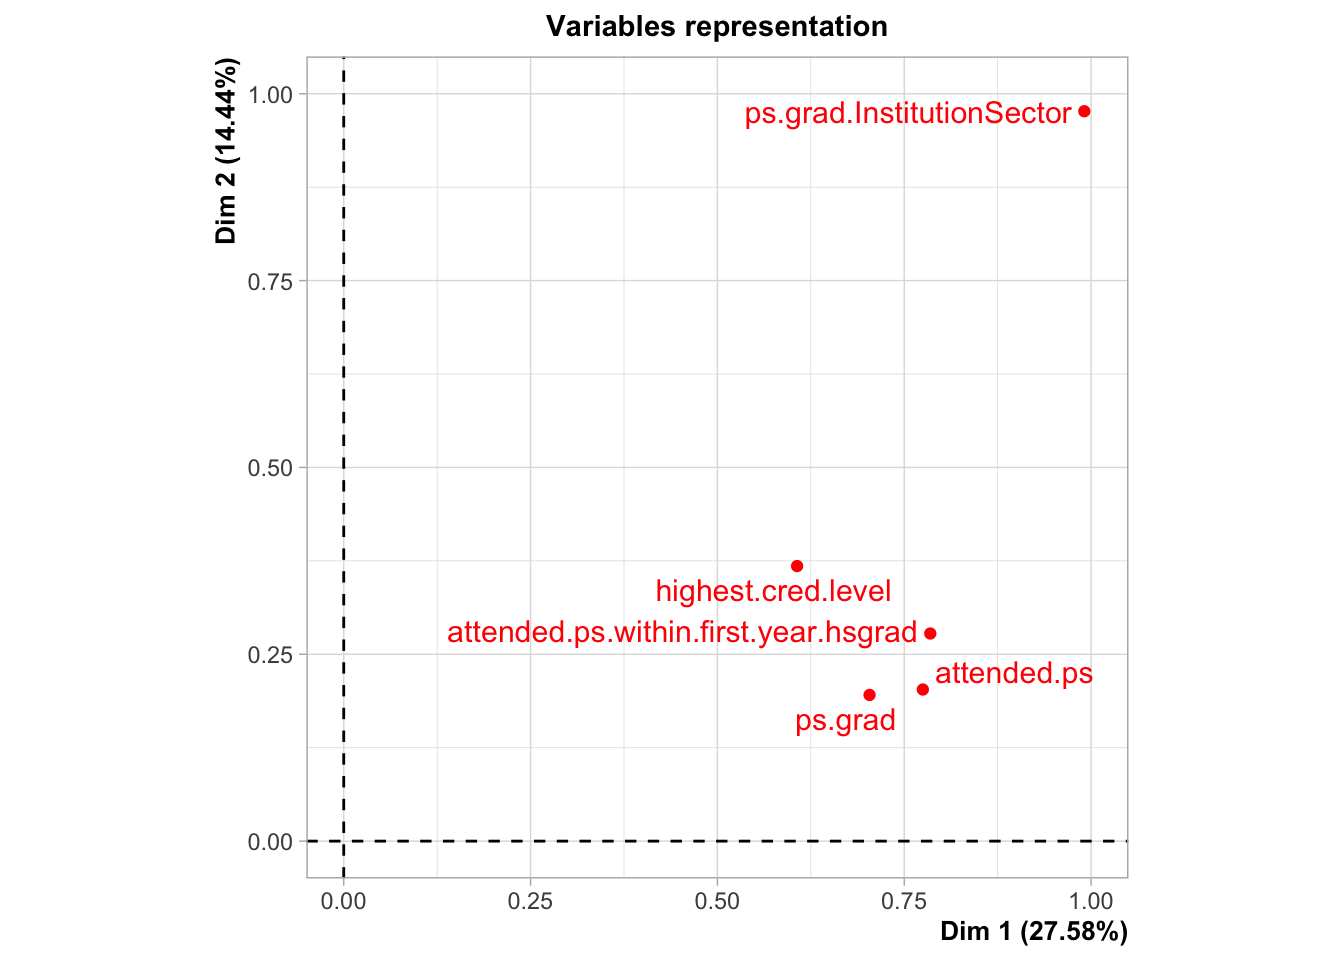 Variables representation
Dim 2 (14.44%)
1.00
0.75
0.50
0.25
0.00
ps.grad.InstitutionSector
highest.cred.level
attended.ps.within.first.year.hsgrad
attended.ps
ps.grad
0.00 0.25 0.50 0.75 1.00
Dim 1 (27.58%)